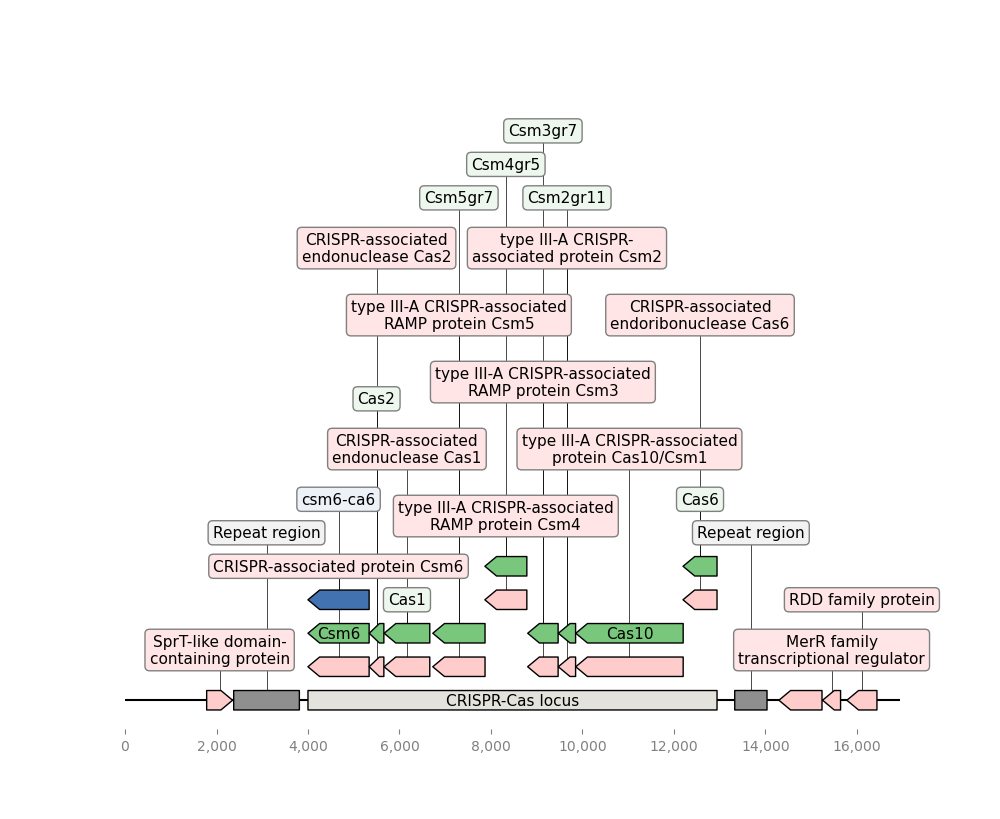 Csm3gr7
Csm4gr5
Csm5gr7 Csm2gr11
CRISPR-associated
endonuclease Cas2
type III-A CRISPR-
associated protein Csm2
type III-A CRISPR-associated
RAMP protein Csm5
CRISPR-associated
endoribonuclease Cas6
type III-A CRISPR-associated
RAMP protein Csm3
Cas2
CRISPR-associated
endonuclease Cas1
type III-A CRISPR-associated
protein Cas10/Csm1
csm6-ca6
type III-A CRISPR-associated
RAMP protein Csm4
Cas6
Repeat region
Repeat region
CRISPR-associated protein Csm6
Cas1
RDD family protein
Csm6
Cas10
SprT-like domain-
containing protein
MerR family
transcriptional regulator
CRISPR-Cas locus
0 2,000 4,000 6,000 8,000 10,000 12,000 14,000 16,000